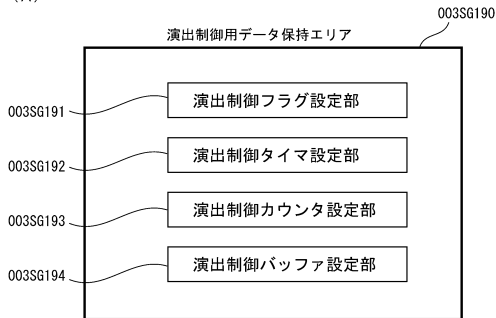 003SG190
演出制御用データ保持エリア
003SG191
演出制御フラグ設定部
003SG192
演出制御タイマ設定部
003SG193
演出制御カウンタ設定部
003SG194
演出制御バッファ設定部